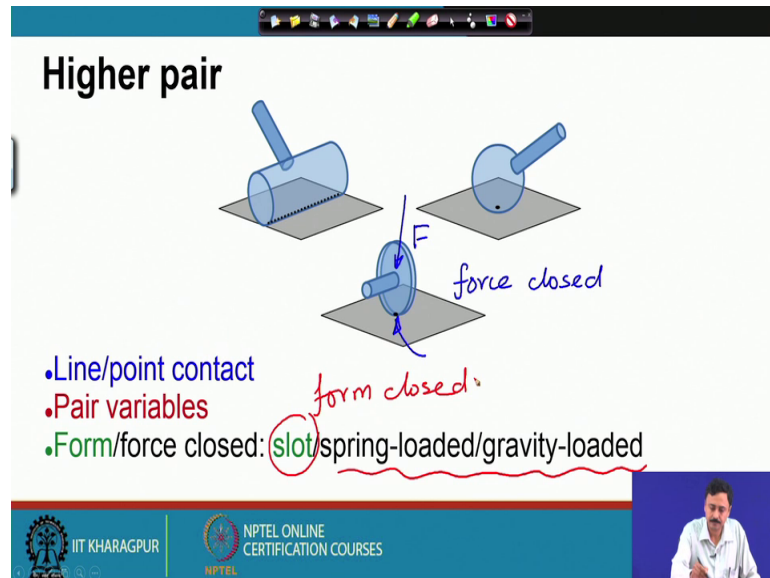 Higher pair
F
force closed
•Line/point contact
form closed:
•Pair variables
•Form/force closed: slot/spring-loaded/gravity-loaded
IIT KHARAGPUR
NPTEL ONLINE
CERTIFICATION COURSES
NPTEL